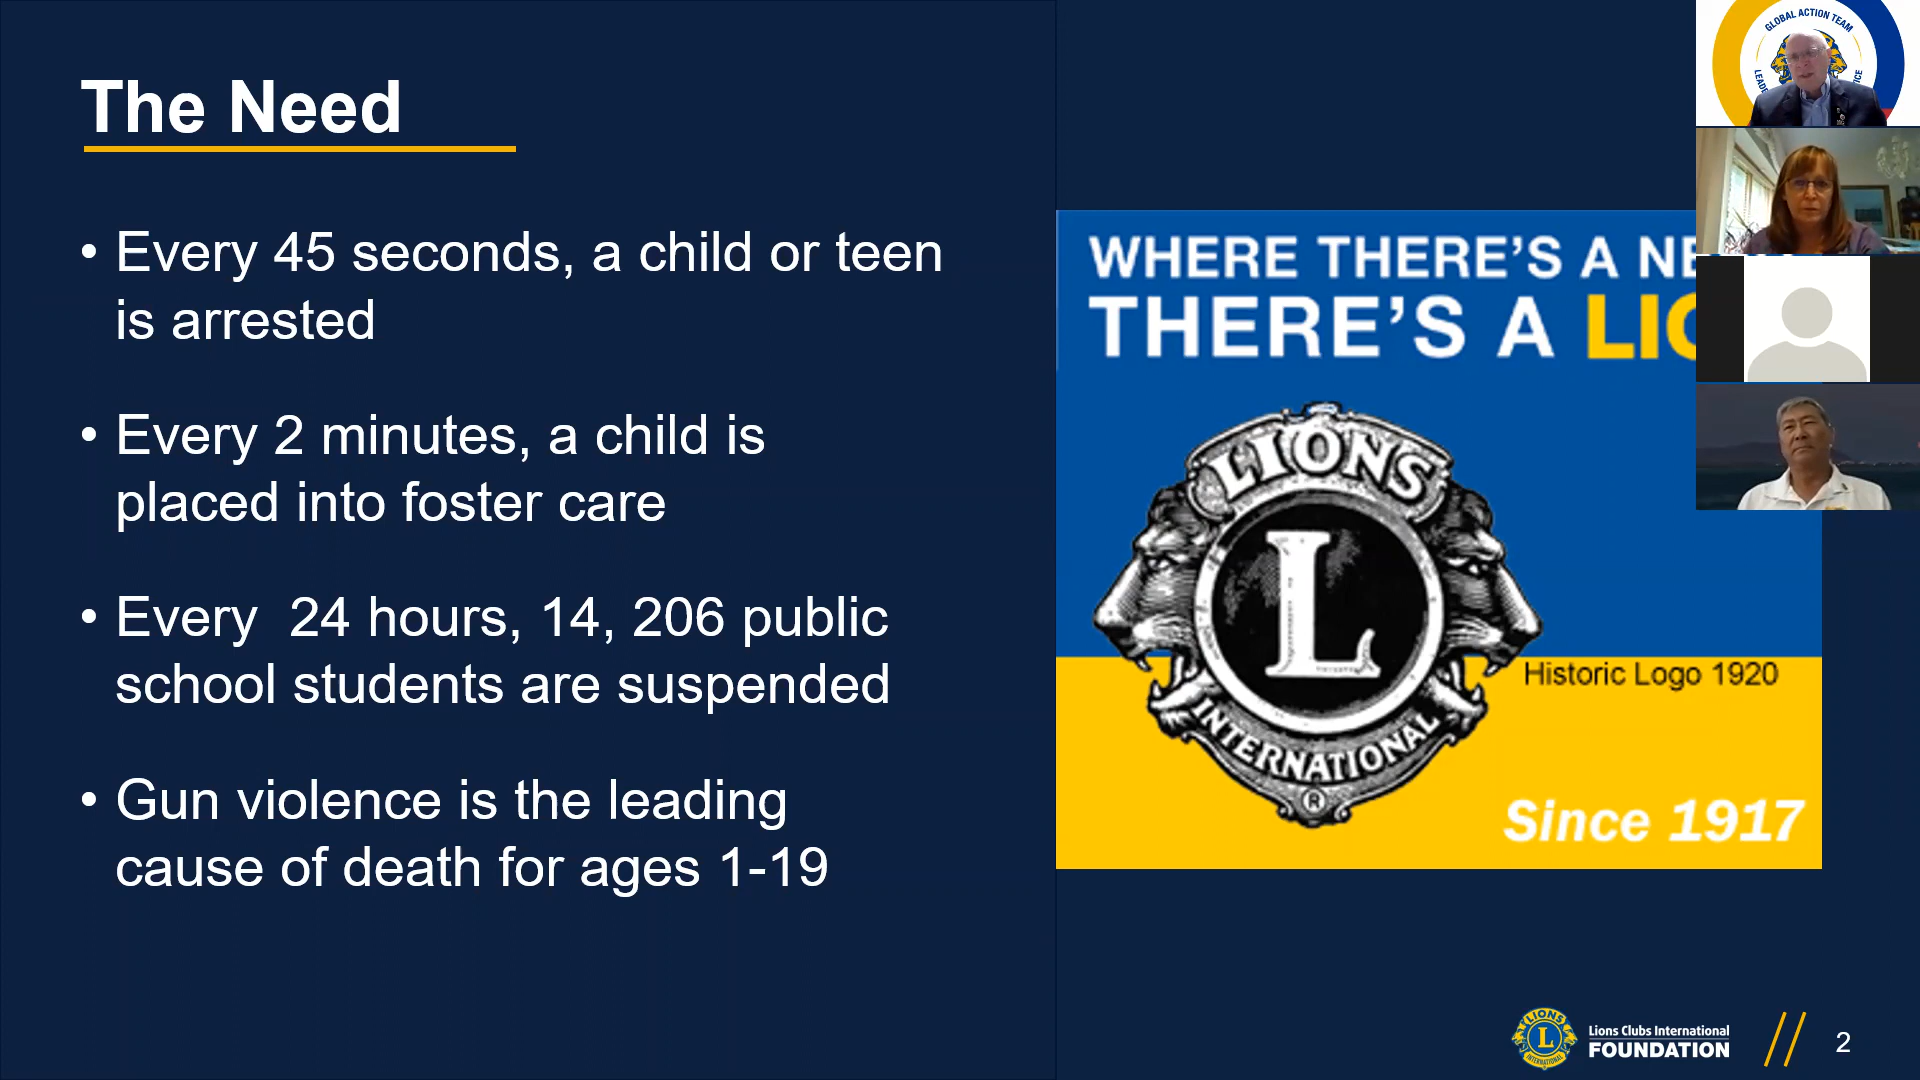 The Need
• Every 45 seconds, a child or teen
is arrested
• Every 2 minutes, a child is
placed into foster care
• Every  24 hours, 14, 206 public
school students are suspended
• Gun violence is the leading
cause of death for ages 1-19
WHERE THERE'S A
THERE'S A
LIONS
L
INTERNATIONAL
®
Historic Logo 1920
Since 1917
GLOBAL ACTION TEAM
LIONS
L
INTERNATIONAL
Lions Clubs International
FOUNDATION
2